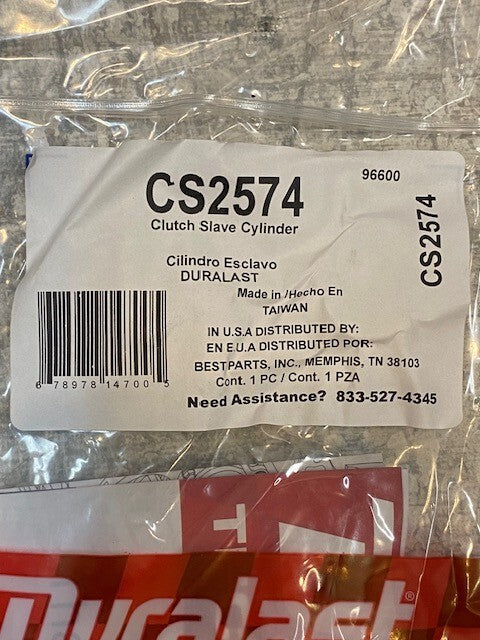 96600
CS2574
Clutch Slave Cylinder
CS2574
Cilindro Esclavo
DURALAST
Made in /Hecho En
TAIWAN
IN U.S.A DISTRIBUTED BY:
EN E.U.A DISTRIBUTED POR:
BESTPARTS, INC., MEMPHIS, TN 38103
Cont. 1 PC / Cont. 1 PZA
6 78978 14700 5
Need Assistance? 833-527-4345
Duralast®